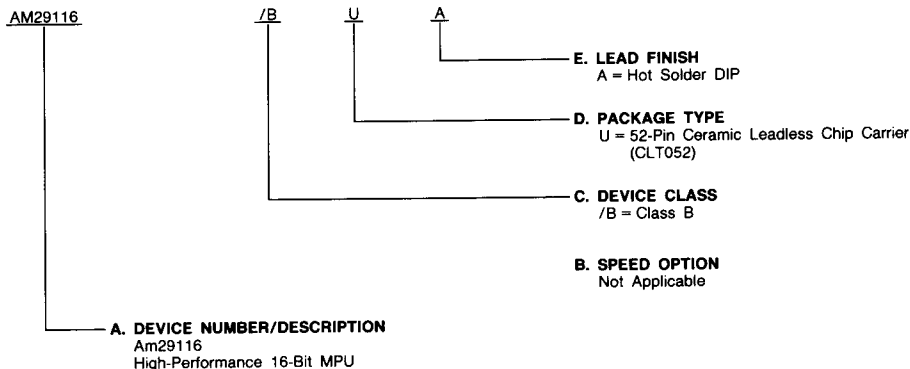 AM29116 /B U A
E. LEAD FINISH
A = Hot Solder DIP
D. PACKAGE TYPE
U = 52-Pin Ceramic Leadless Chip Carrier
(CLT052)
C. DEVICE CLASS
/B = Class B
B. SPEED OPTION
Not Applicable
A. DEVICE NUMBER/DESCRIPTION
Am29116
High-Performance 16-Bit MPU